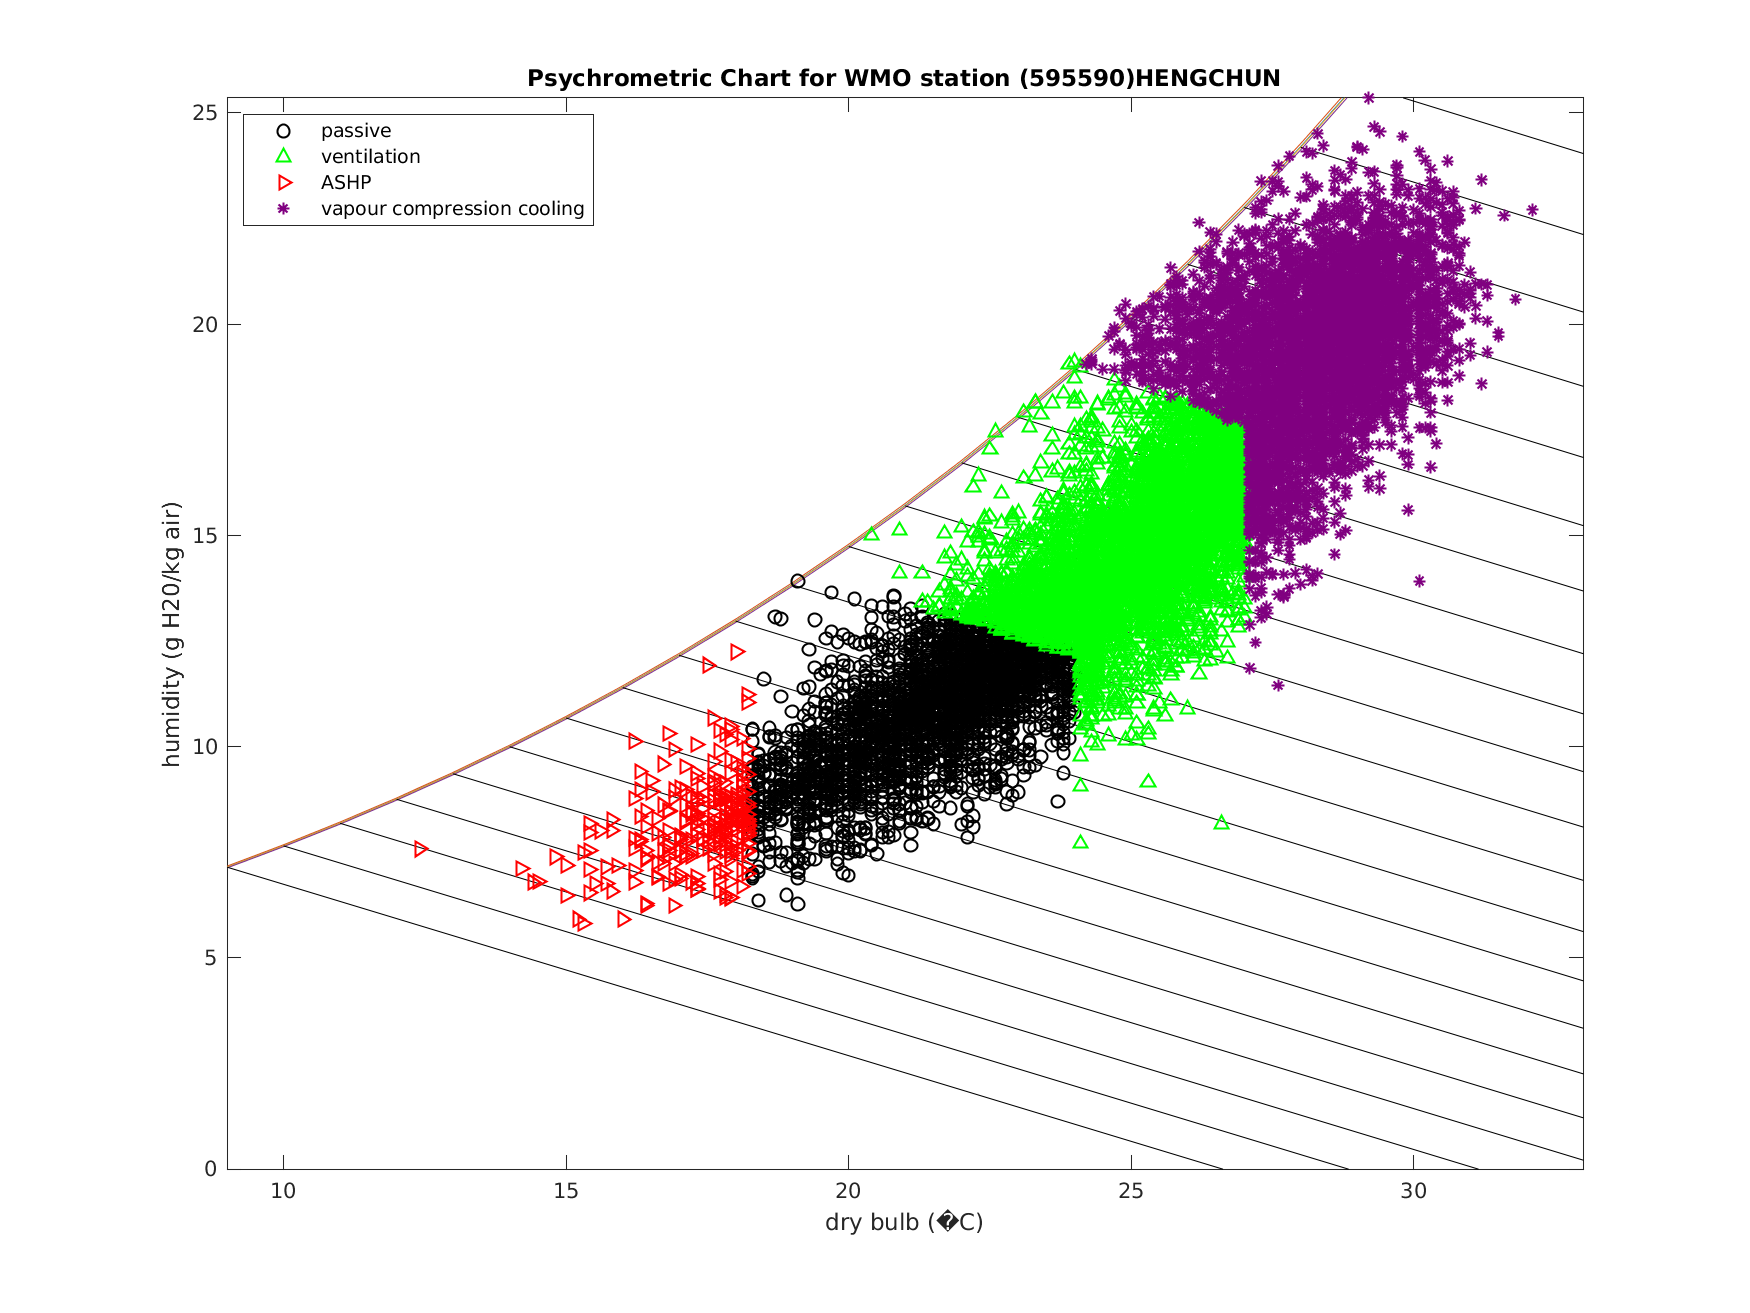 Psychrometric Chart for WMO station (595590)HENGCHUN
25
passive
ventilation
ASHP
vapour compression cooling
20
15
10
5
0
humidity (g H20/kg air)
10 15 20 25 30
dry bulb (�C)